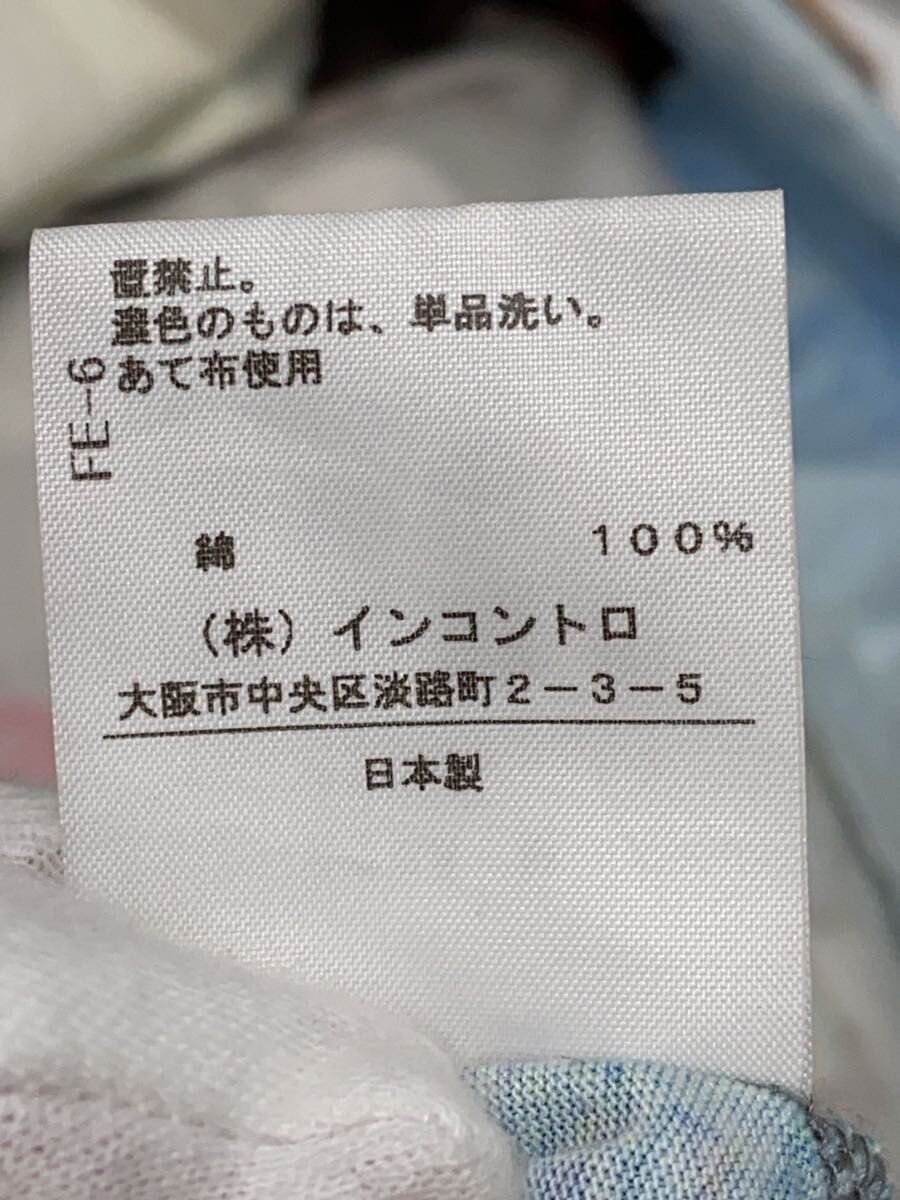 置禁止。
濃色のものは、単品洗い。
あて布使用
FE-6
綿 100%
(株)インコントロ
大阪市中央区淡路町2-3-5
日本製